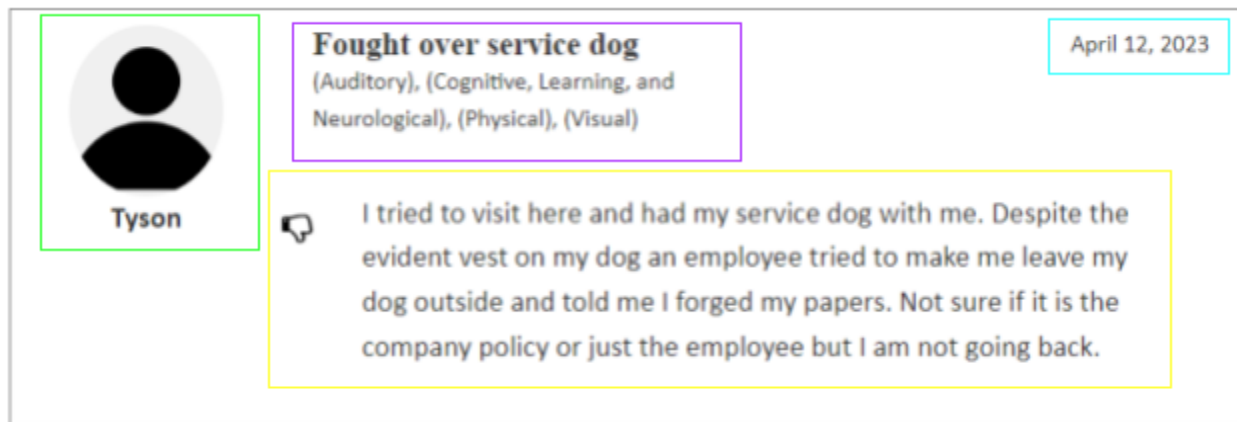 Fought over service dog
(Auditory), (Cognitive, Learning, and
Neurological), (Physical), (Visual)
April 12, 2023
Tyson
I tried to visit here and had my service dog with me. Despite the
evident vest on my dog an employee tried to make me leave my
dog outside and told me I forged my papers. Not sure if it is the
company policy or just the employee but I am not going back.